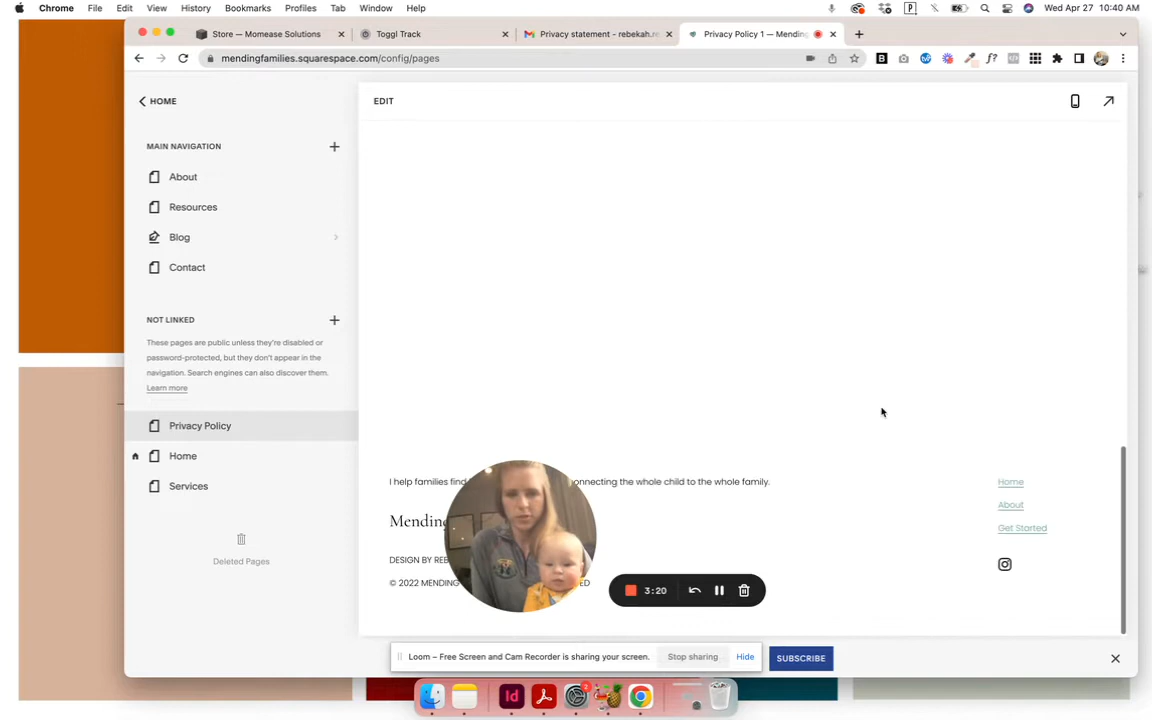 Chrome File Edit View History Bookmarks Profiles Tab Window Help Wed Apr 27 10:40 AM
Store — Momease Solutions Toggl Track Privacy statement - rebekah.re Privacy Policy 1 — Mending
mendingfamilies.squarespace.com/config/pages
HOME
EDIT
MAIN NAVIGATION
About
Resources
Blog
Contact
NOT LINKED
These pages are public unless they're disabled or
password-protected, but they don't appear in the
navigation. Search engines can also discover them.
Learn more
Privacy Policy
Home
Services
Deleted Pages
I help families find onnecting the whole child to the whole family.
Mending
DESIGN BY REB
© 2022 MENDING ED
Home
About
Get Started
3:20
Loom – Free Screen and Cam Recorder is sharing your screen. Stop sharing Hide
SUBSCRIBE
Id